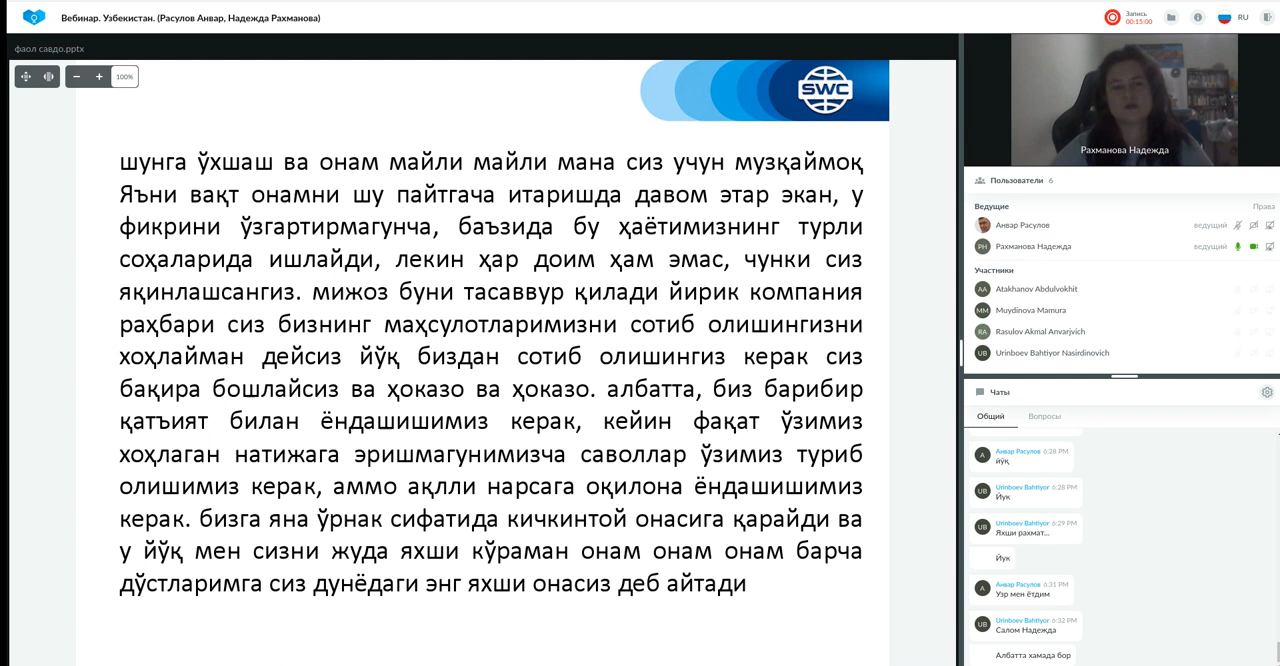 Вебинар. Узбекистан. (Расулов Анвар, Надежда Рахманова)
Запись
00:15:00
RU
фаол савдо.pptx
100%
SWC
шунга ўхшаш ва онам майли майли мана сиз учун музқаймоқ
Яъни вақт онамни шу пайтгача итаришда давом этар экан, у
фикрини ўзгартирмагунча, баъзида бу ҳаётимизнинг турли
соҳаларида ишлайди, лекин ҳар доим ҳам эмас, чунки сиз
яқинлашсангиз. мижоз буни тасаввур қилади йирик компания
раҳбари сиз бизнинг маҳсулотларимизни сотиб олишингизни
хоҳлайман дейсиз йўқ биздан сотиб олишингиз керак сиз
бақира бошлайсиз ва ҳоказо ва ҳоказо. албатта, биз барибир
қатъият билан ёндашишимиз керак, кейин фақат ўзимиз
хоҳлаган натижага эришмагунимизча саволлар ўзимиз туриб
олишимиз керак, аммо ақлли нарсага оқилона ёндашишимиз
керак. бизга яна ўрнак сифатида кичкинтой онасига қарайди ва
у йўқ мен сизни жуда яхши кўраман онам онам онам барча
дўстларимга сиз дунёдаги энг яхши онасиз деб айтади
Рахманова Надежда
Пользователи 6
Ведущие Права
Анвар Расулов ведущий
РН Рахманова Надежда ведущий
Участники
AA Atakhanov Abdulvokhit
MM Muydinova Mamura
RA Rasulov Akmal Anvarjvich
UB Urinboev Bahtiyor Nasirdinovich
Чаты
Общий Вопросы
А Анвар Расулов 6:28 PM
йўқ
UB Urinboev Bahtiyor 6:28 PM
Йук
UB Urinboev Bahtiyor 6:29 PM
Яхши рахмат...
Йук
А Анвар Расулов 6:31 PM
Узр мен ётдим
UB Urinboev Bahtiyor 6:32 PM
Салом Надежда
Албатта хамада бор